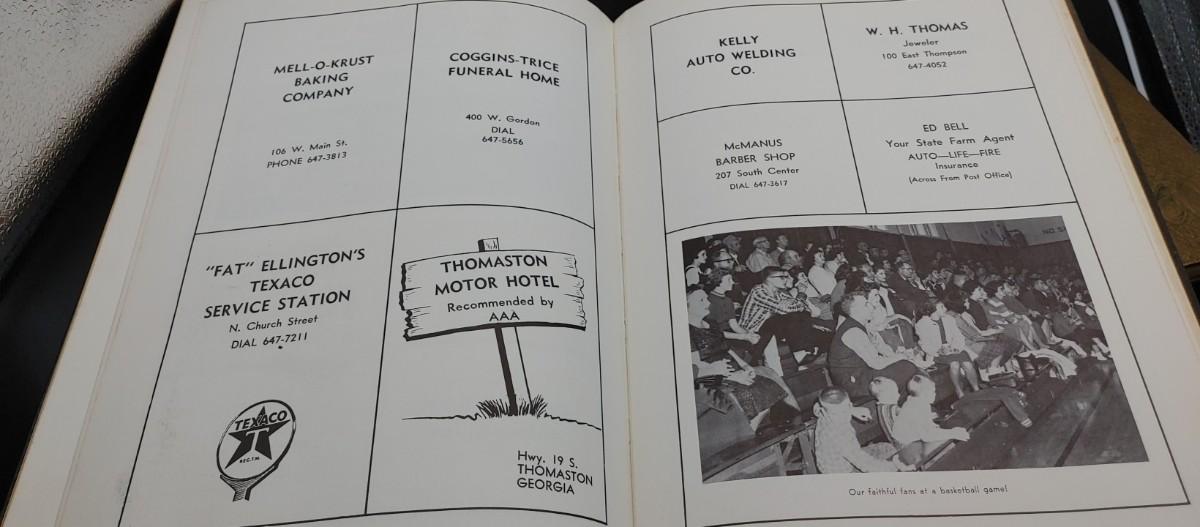 MELL-O-KRUST
BAKING
COMPANY
106 W. Main St.
PHONE 647-3813
COGGINS-TRICE
FUNERAL HOME
400 W. Gordon
DIAL
647-5656
"FAT" ELLINGTON'S
TEXACO
SERVICE STATION
N. Church Street
DIAL 647-7211
TEXACO
T
THOMASTON
MOTOR HOTEL
Recommended by
AAA
Hwy. 19 S.
THOMASTON
GEORGIA
KELLY
AUTO WELDING
CO.
W. H. THOMAS
Jeweler
100 East Thompson
647-4052
McMANUS
BARBER SHOP
207 South Center
DIAL 647-3617
ED BELL
Your State Farm Agent
AUTO—LIFE—FIRE
Insurance
(Across From Post Office)
Our faithful fans at a basketball game!